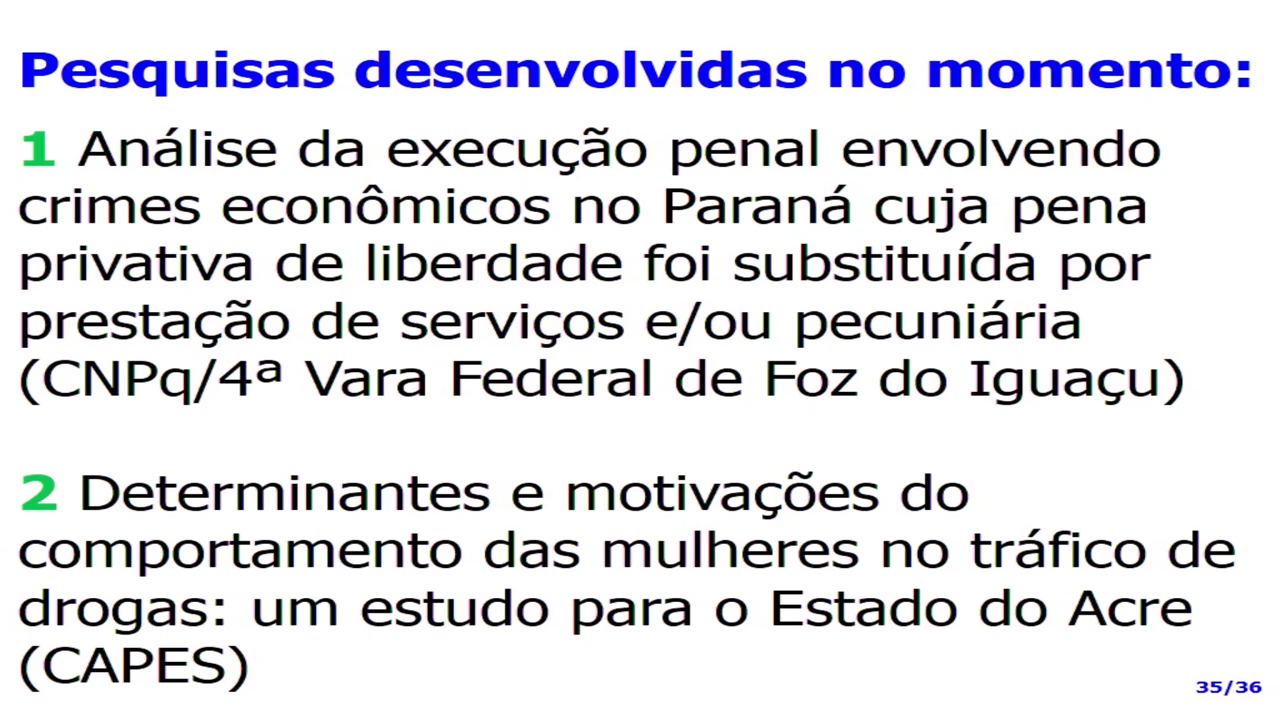 Pesquisas desenvolvidas no momento:
1 Análise da execução penal envolvendo
crimes econômicos no Paraná cuja pena
privativa de liberdade foi substituída por
prestação de serviços e/ou pecuniária
(CNPq/4ª Vara Federal de Foz do Iguaçu)
2 Determinantes e motivações do
comportamento das mulheres no tráfico de
drogas: um estudo para o Estado do Acre
(CAPES)
35/36